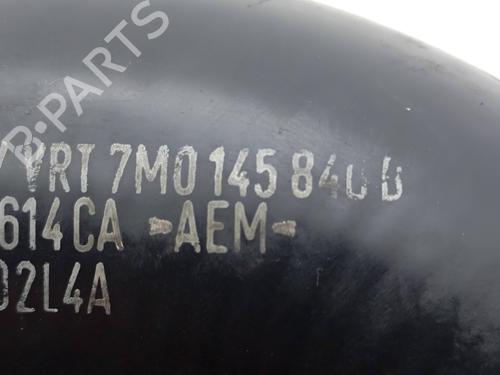 / VRT 7M0 145 840 D
614CA >AEM<
02L4A
B-PARTS